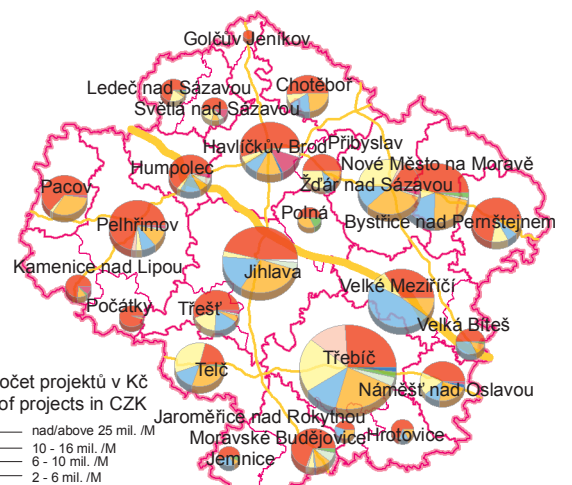 Golčův Jeníkov
Ledeč nad Sázavou
Chotěboř
Světlá nad Sázavou
Havlíčkův Brod
Přibyslav
Humpolec
Nové Město na Moravě
Žďár nad Sázavou
Pacov
Polná
Bystřice nad Pernštejnem
Pelhřimov
Kamenice nad Lipou
Jihlava
Velké Meziříčí
Počátky
Třešť
Velká Bíteš
Třebíč
Telč
Náměšť nad Oslavou
očet projektů v Kč
of projects in CZK
Jaroměřice nad Rokytnou
nad/above 25 mil. /M
Moravské Budějovice
Hrotovice
10 - 16 mil. /M
Jemnice
6 - 10 mil. /M
2 - 6 mil. /M